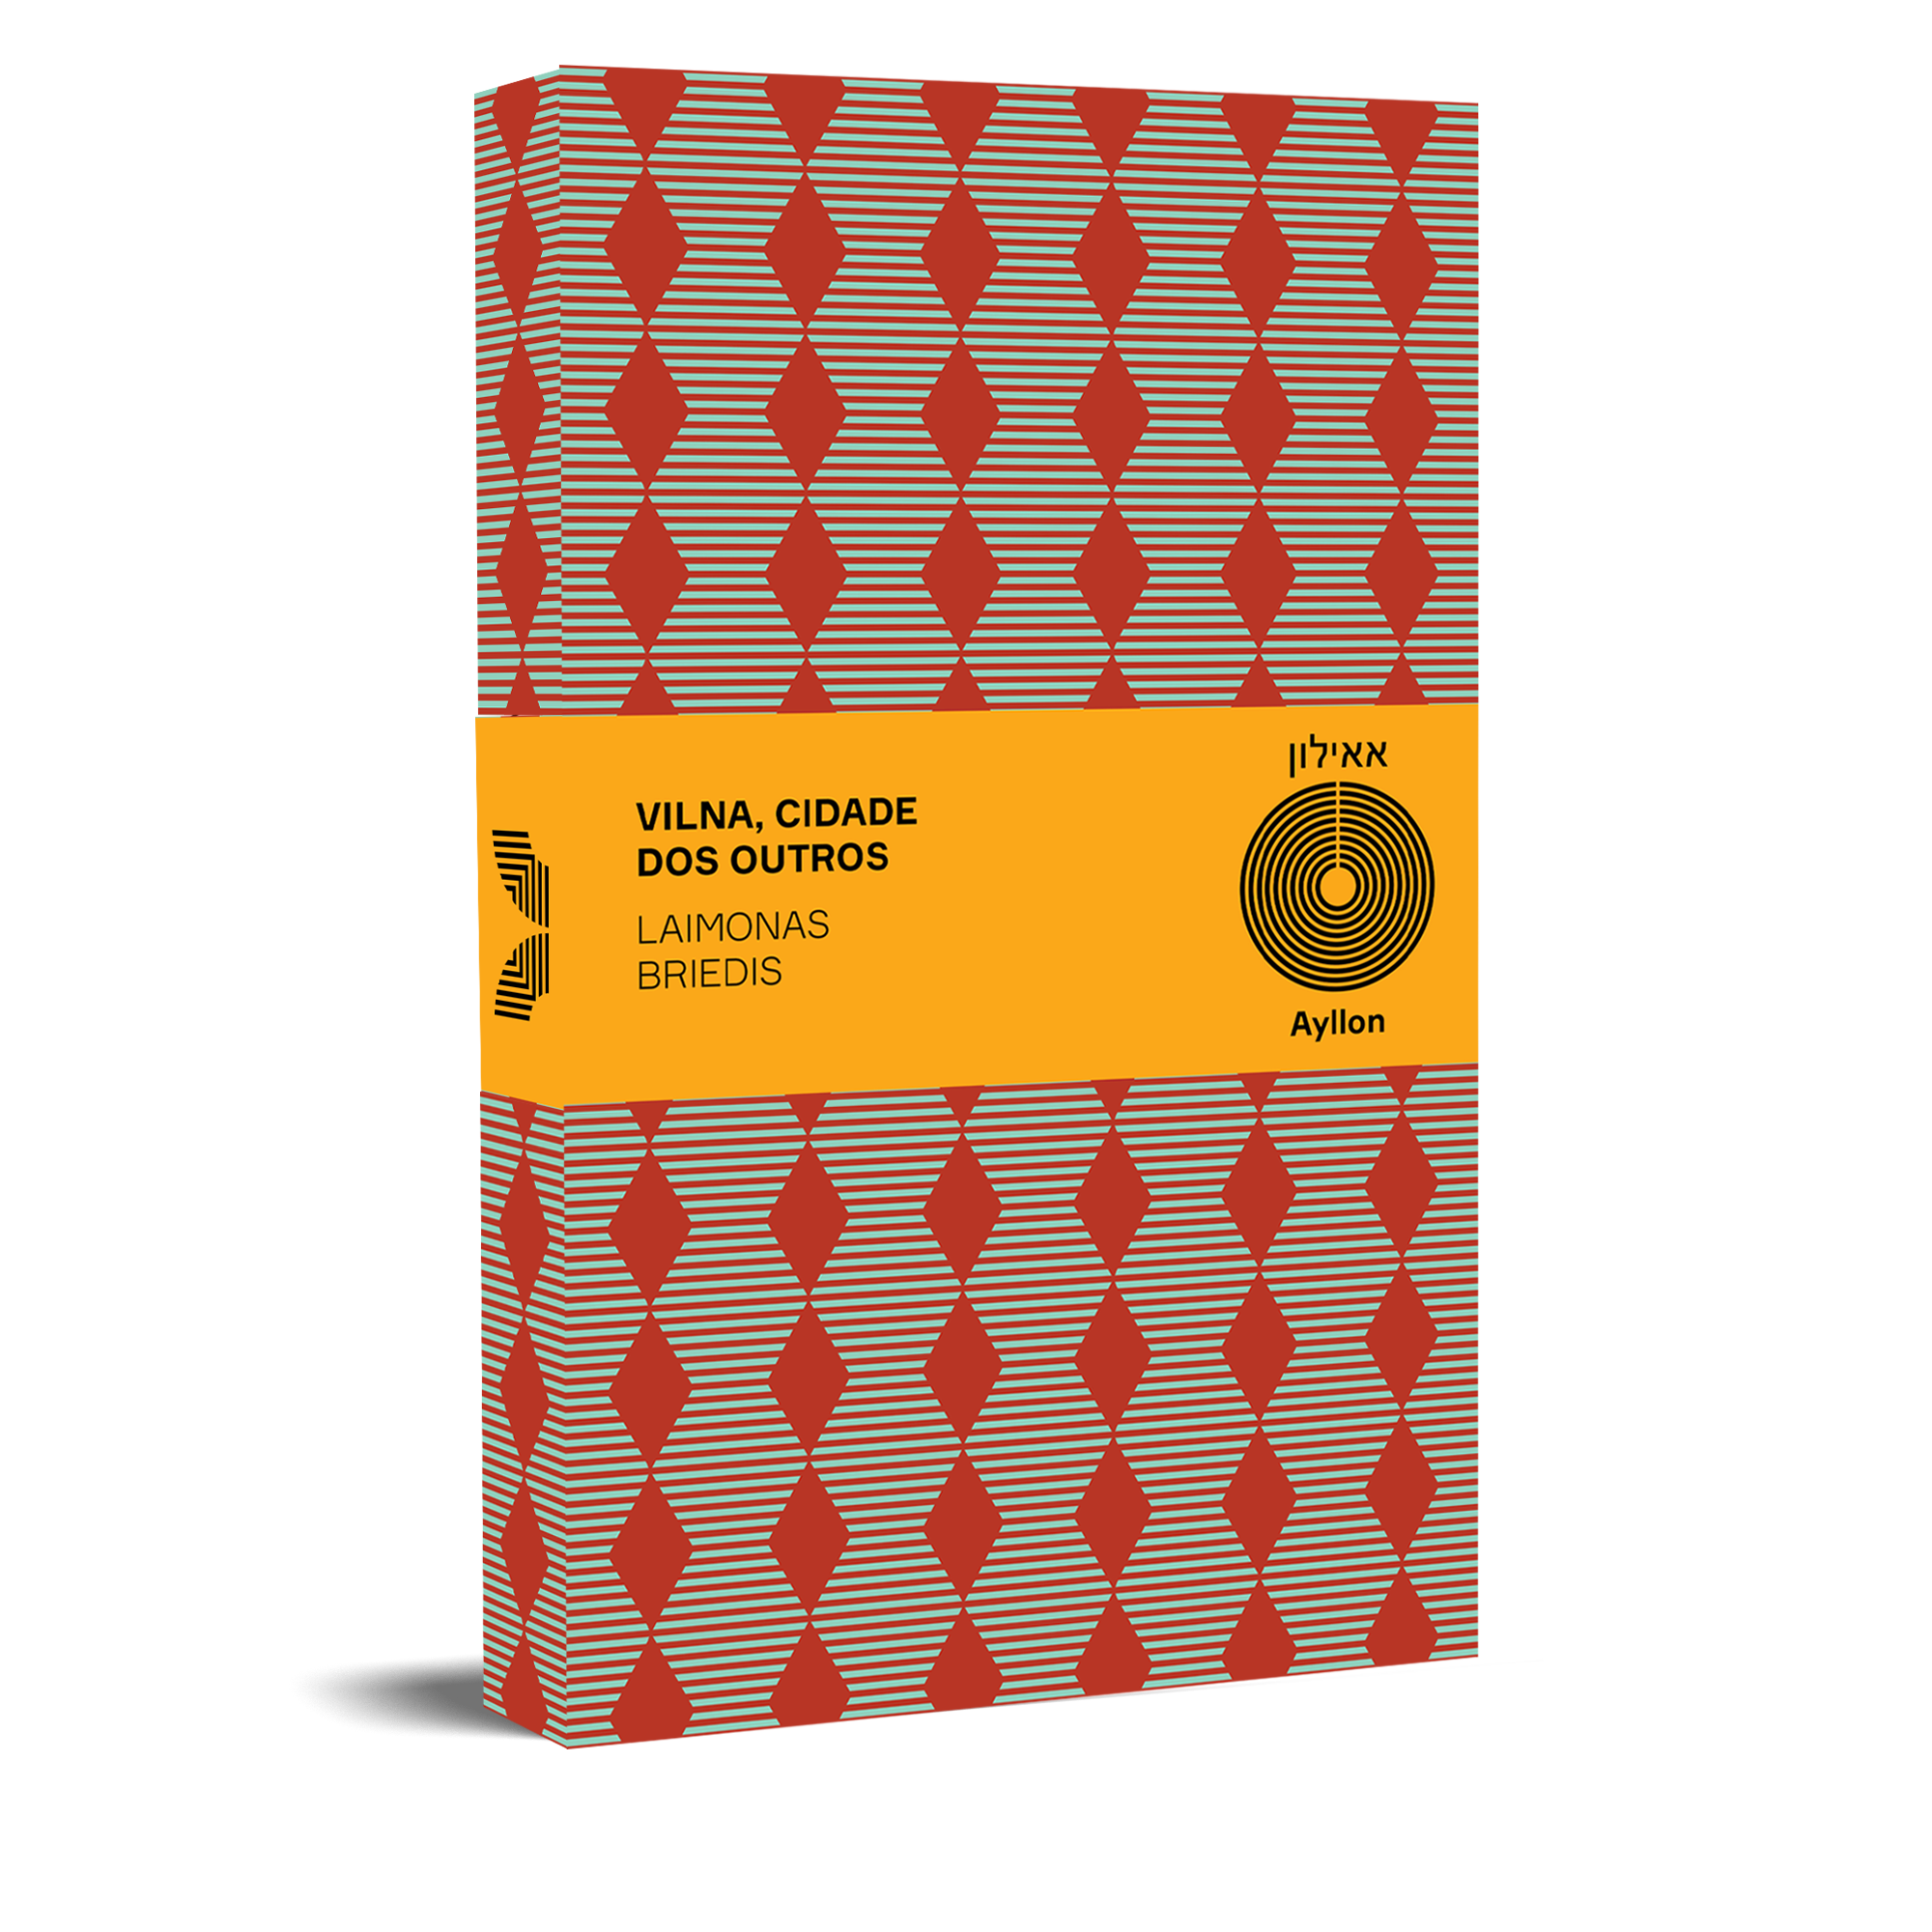 VILNA, CIDADE
DOS OUTROS
LAIMONAS
BRIEDIS
אאילון
Ayllon